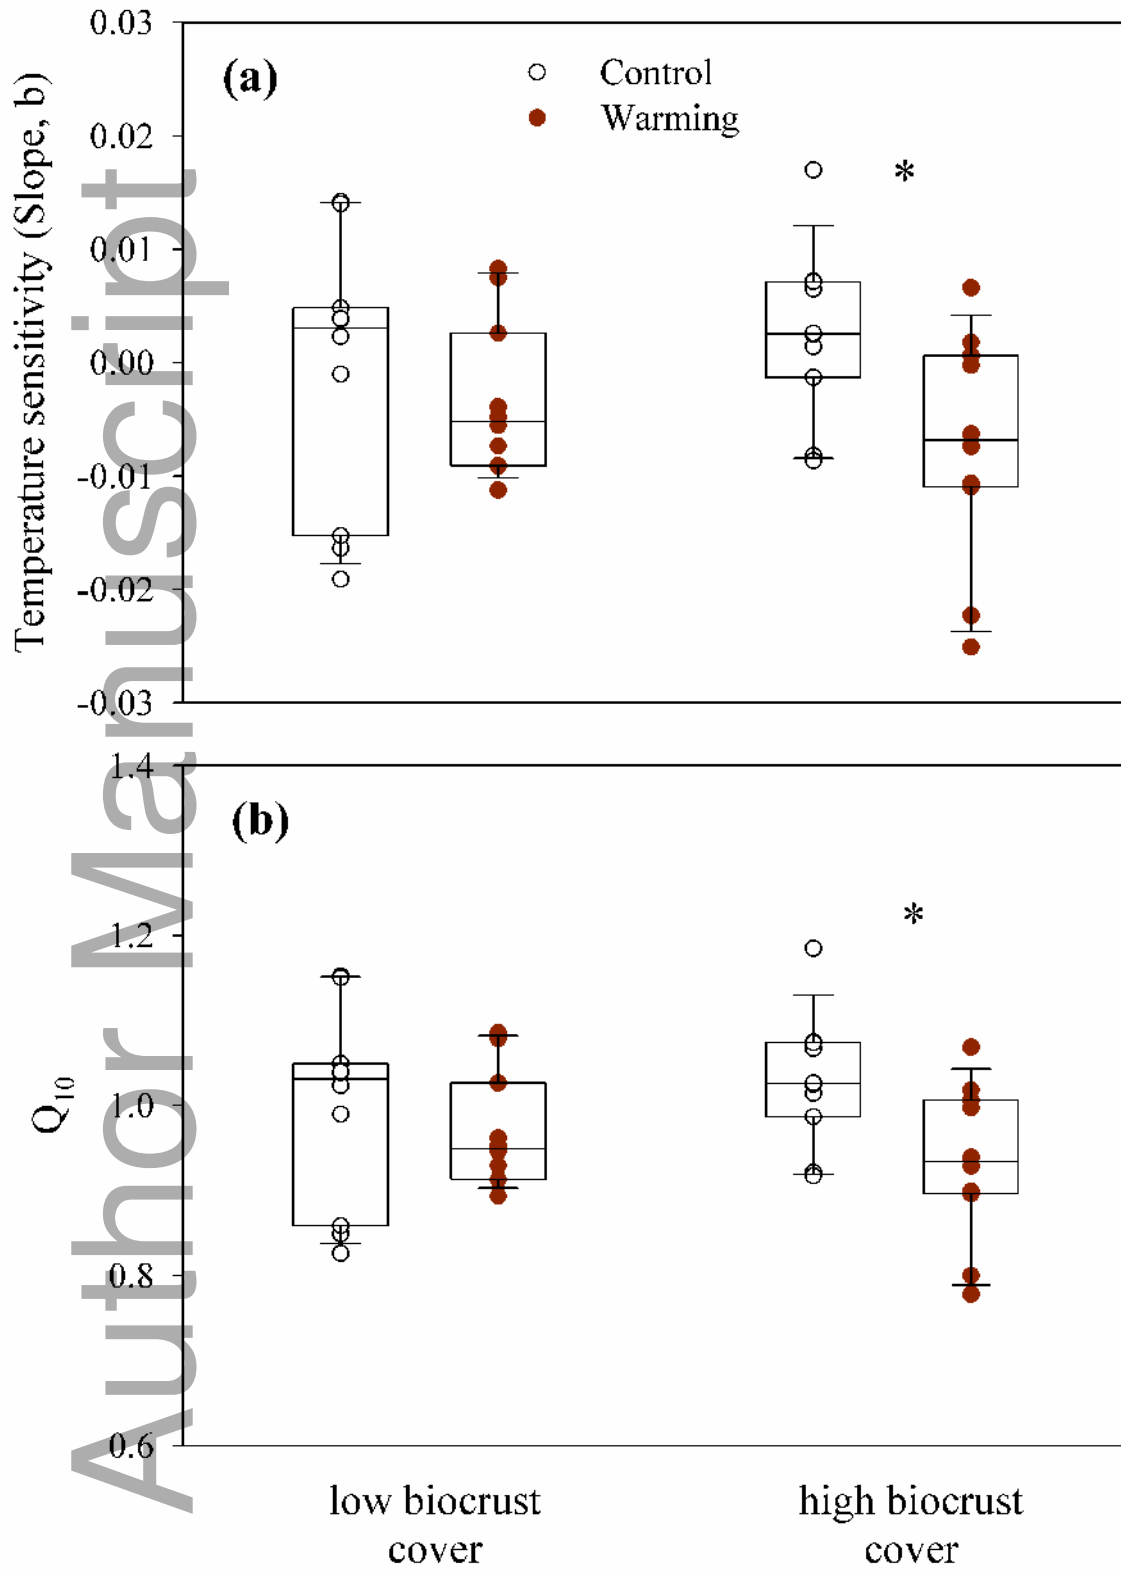 0.03
(a)
Control
Warming
0.02
*
0.01
0.00
-0.01
-0.02
-0.03
Temperature sensitivity (Slope, b)
1.4
(b)
1.2
*
1.0
0.8
0.6
Q10
low biocrust
cover
high biocrust
cover
Author Manuscript